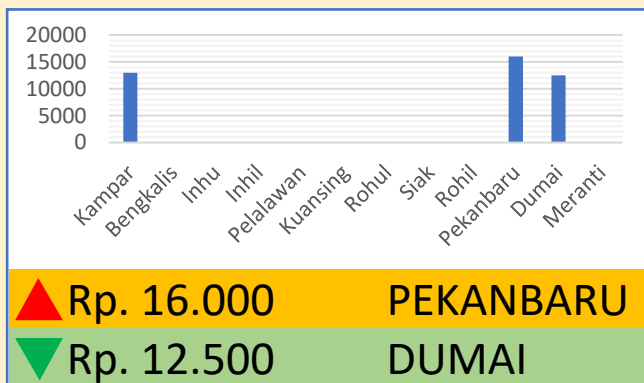 20000
15000
10000
5000
0
Kampar
Bengkalis
Inhu
Inhil
Pelalawan
Kuansing
Rohul
Siak
Rohil
Pekanbaru
Dumai
Meranti
Rp. 16.000 PEKANBARU
Rp. 12.500 DUMAI